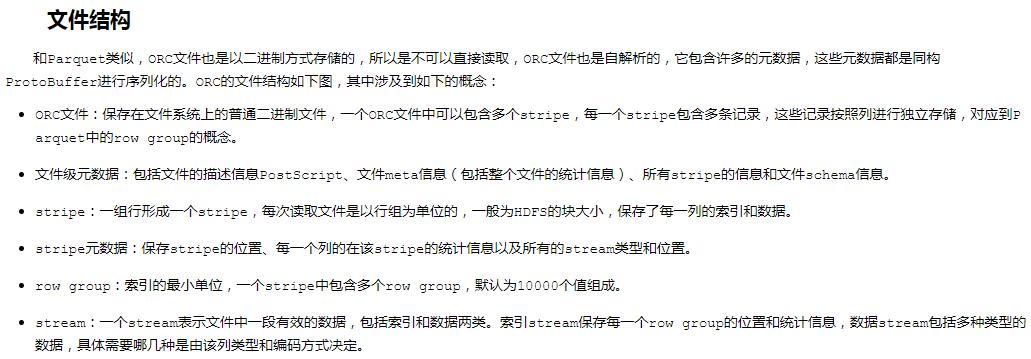 文件结构
和Parquet类似，ORC文件也是以二进制方式存储的，所以是不可以直接读取，ORC文件也是自解析的，它包含许多的元数据，这些元数据都是同构
ProtoBuffer进行序列化的。ORC的文件结构如下图，其中涉及到如下的概念：
• ORC文件：保存在文件系统上的普通二进制文件，一个ORC文件中可以包含多个stripe，每一个stripe包含多条记录，这些记录按照列进行独立存储，对应到P
arquet中的row group的概念。
• 文件级元数据：包括文件的描述信息PostScript、文件meta信息（包括整个文件的统计信息）、所有stripe的信息和文件schema信息。
• stripe：一组行形成一个stripe，每次读取文件是以行组为单位的，一般为HDFS的块大小，保存了每一列的索引和数据。
• stripe元数据：保存stripe的位置、每一个列的在该stripe的统计信息以及所有的stream类型和位置。
• row group：索引的最小单位，一个stripe中包含多个row group，默认为10000个值组成。
• stream：一个stream表示文件中一段有效的数据，包括索引和数据两类。索引stream保存每一个row group的位置和统计信息，数据stream包括多种类型的
数据，具体需要哪几种是由该列类型和编码方式决定。